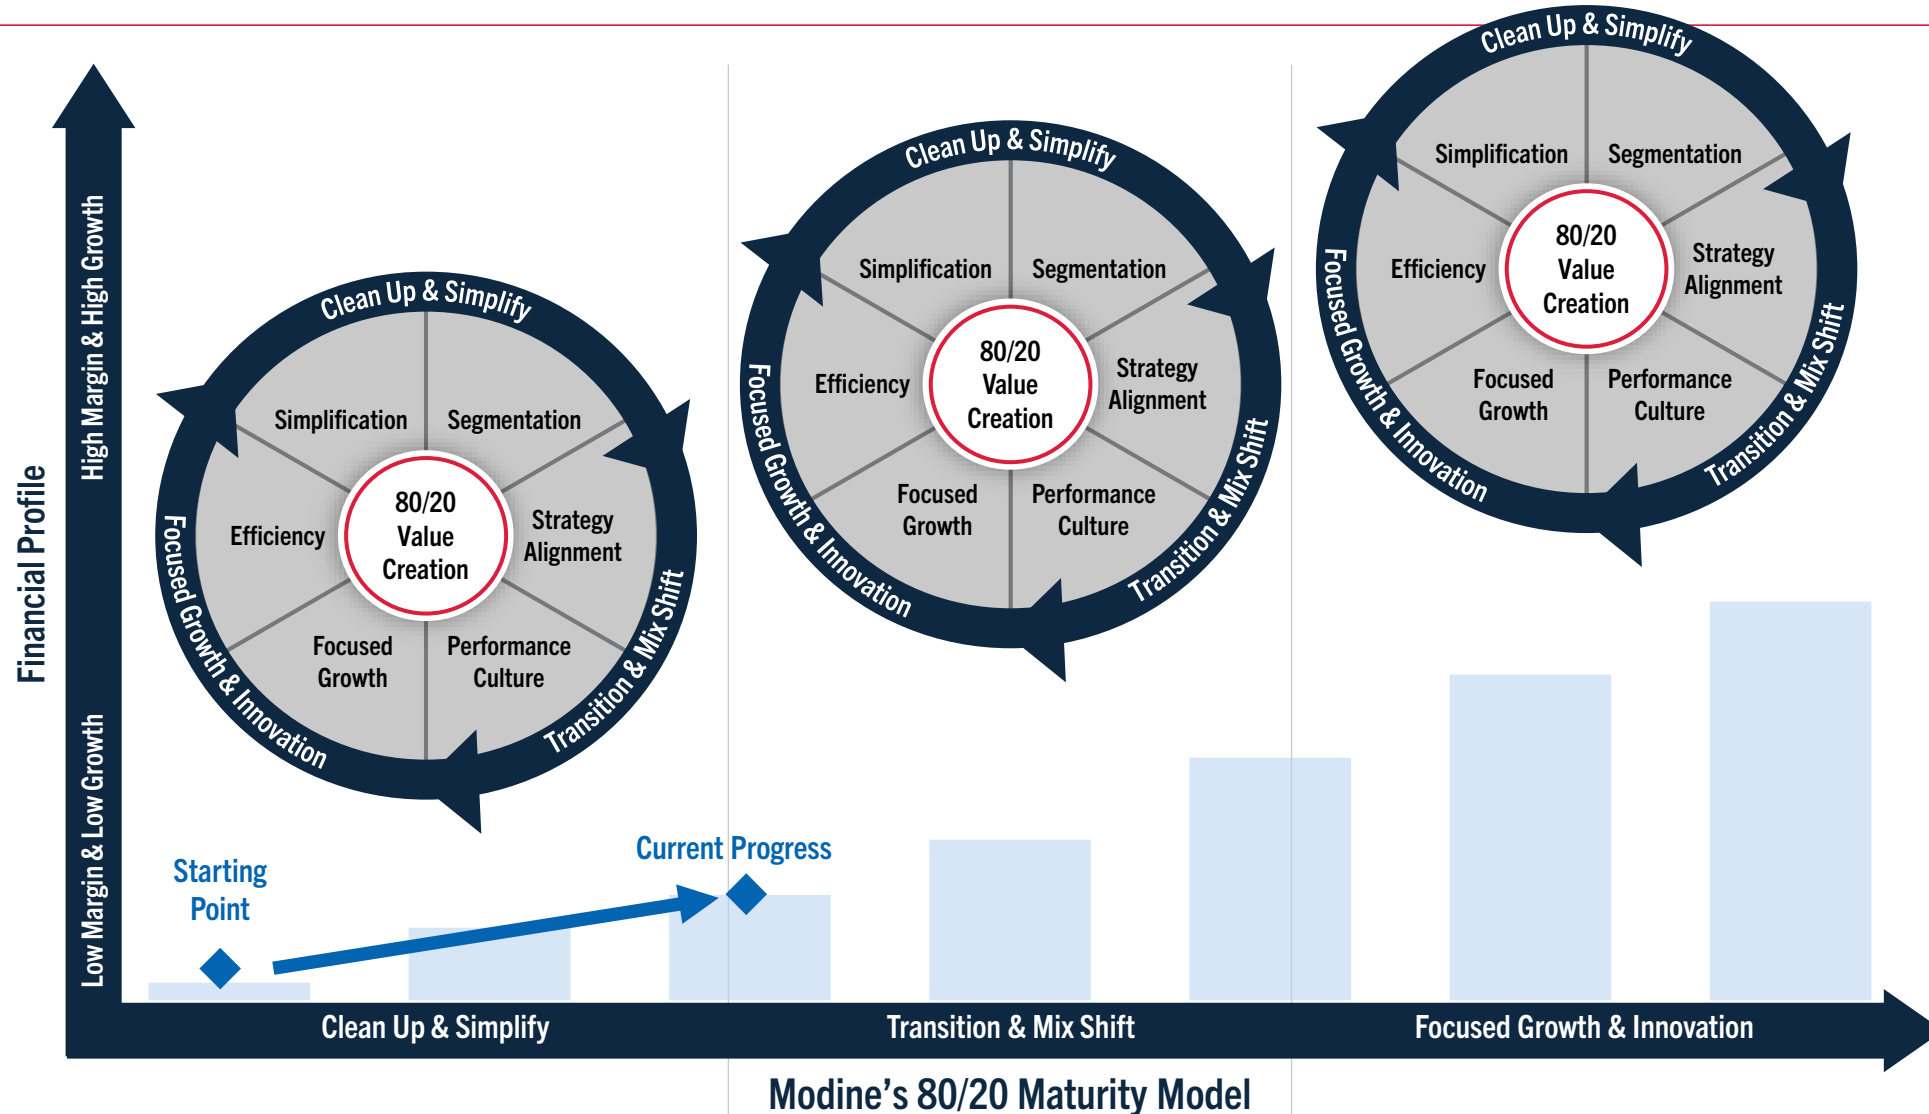 Financial Profile
High Margin & High Growth
Low Margin & Low Growth
Clean Up & Simplify
Transition & Mix Shift
Focused Growth & Innovation
Simplification
Segmentation
Efficiency
Strategy
Alignment
Focused
Growth
Performance
Culture
80/20
Value
Creation
Clean Up & Simplify
Transition & Mix Shift
Focused Growth & Innovation
Simplification
Segmentation
Efficiency
Strategy
Alignment
Focused
Growth
Performance
Culture
80/20
Value
Creation
Clean Up & Simplify
Transition & Mix Shift
Focused Growth & Innovation
Simplification
Segmentation
Efficiency
Strategy
Alignment
Focused
Growth
Performance
Culture
80/20
Value
Creation
Starting
Point
Current Progress
Clean Up & Simplify
Transition & Mix Shift
Focused Growth & Innovation
Modine’s 80/20 Maturity Model